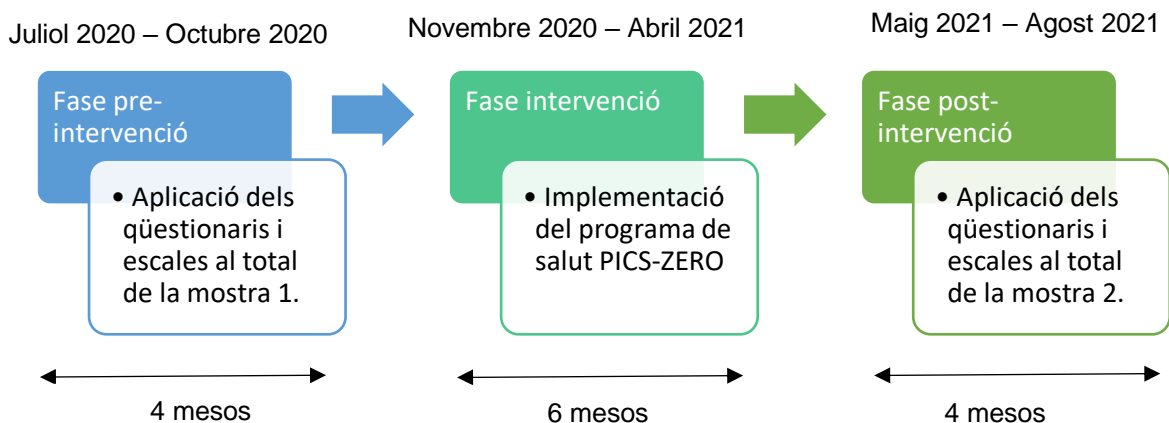 Juliol 2020 – Octubre 2020
Novembre 2020 – Abril 2021
Maig 2021 – Agost 2021
Fase pre-
intervenció
• Aplicació dels
qüestionaris i
escales al total
de la mostra 1.
Fase intervenció
• Implementació
del programa de
salut PICS-ZERO
Fase post-
intervenció
• Aplicació dels
qüestionaris i
escales al total
de la mostra 2.
4 mesos
6 mesos
4 mesos